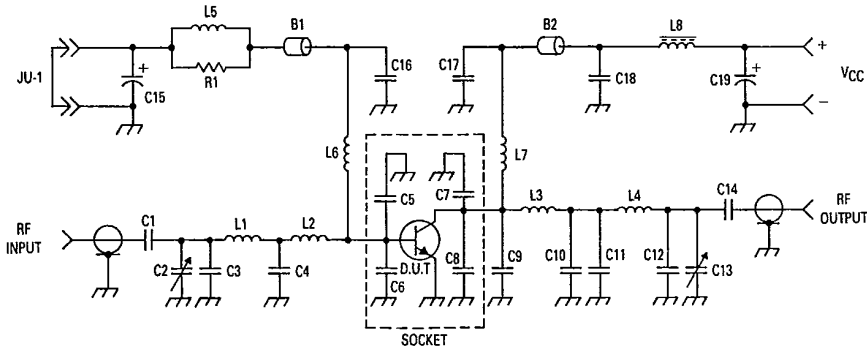 L5
B1
B2
L8
+
+
+
JU-1
C15
R1
C16
C17
C18
C19
VCC
−
L6
L7
C5
C7
L3
L4
C14
RF
INPUT
C1
L1
L2
RF
OUTPUT
C2
C3
C4
D.U.T
C6
C8
C9
C10
C11
C12
C13
SOCKET